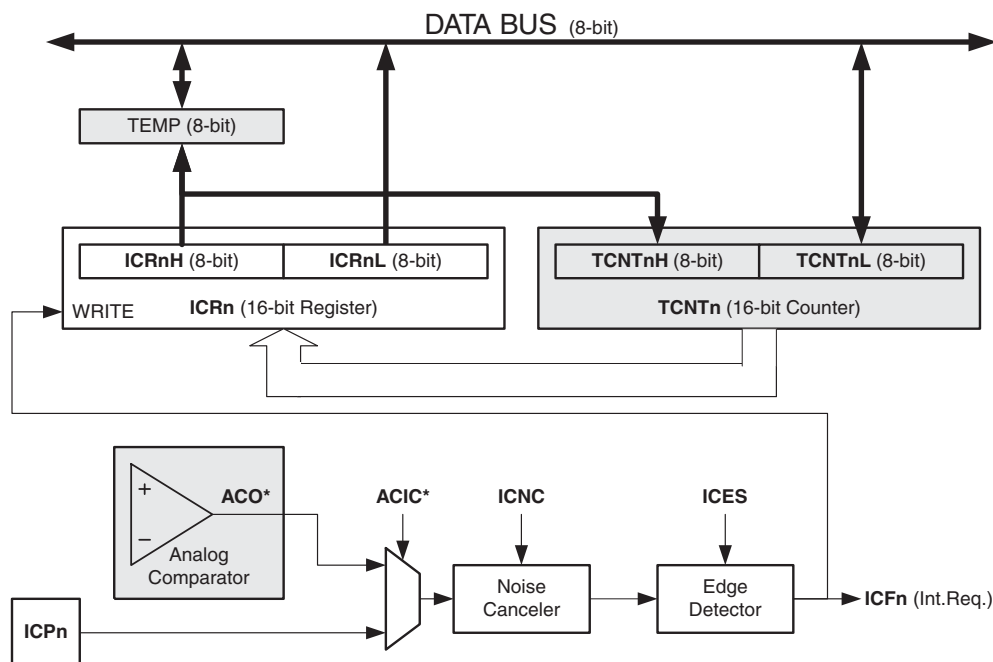 DATA BUS (8-bit)
TEMP (8-bit)
ICRnH (8-bit) ICRnL (8-bit) TCNTnH (8-bit) TCNTnL (8-bit)
WRITE ICRn (16-bit Register) TCNTn (16-bit Counter)
+ ACO* ACIC* ICNC ICES
−
Analog
Comparator
Noise
Canceler
Edge
Detector
ICFn (Int.Req.)
ICPn